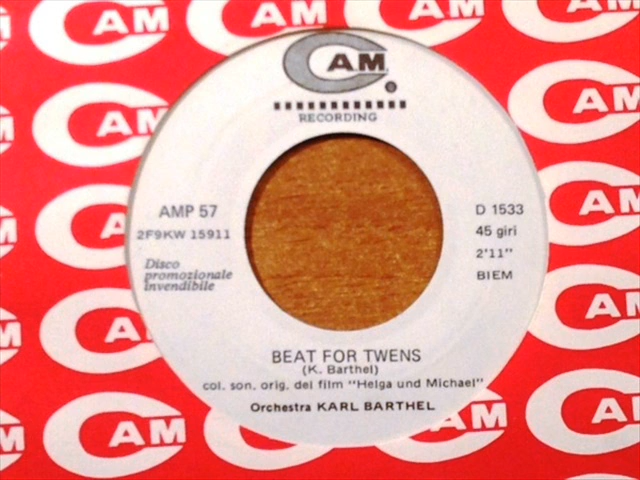 CAM
RECORDING
AMP 57
2F9KW 15911
Disco
promozionale
invendibile
D 1533
45 giri
2'11"
BIEM
BEAT FOR TWENS
(K. Barthel)
col. son. orig. del film "Helga und Michael"
Orchestra KARL BARTHEL